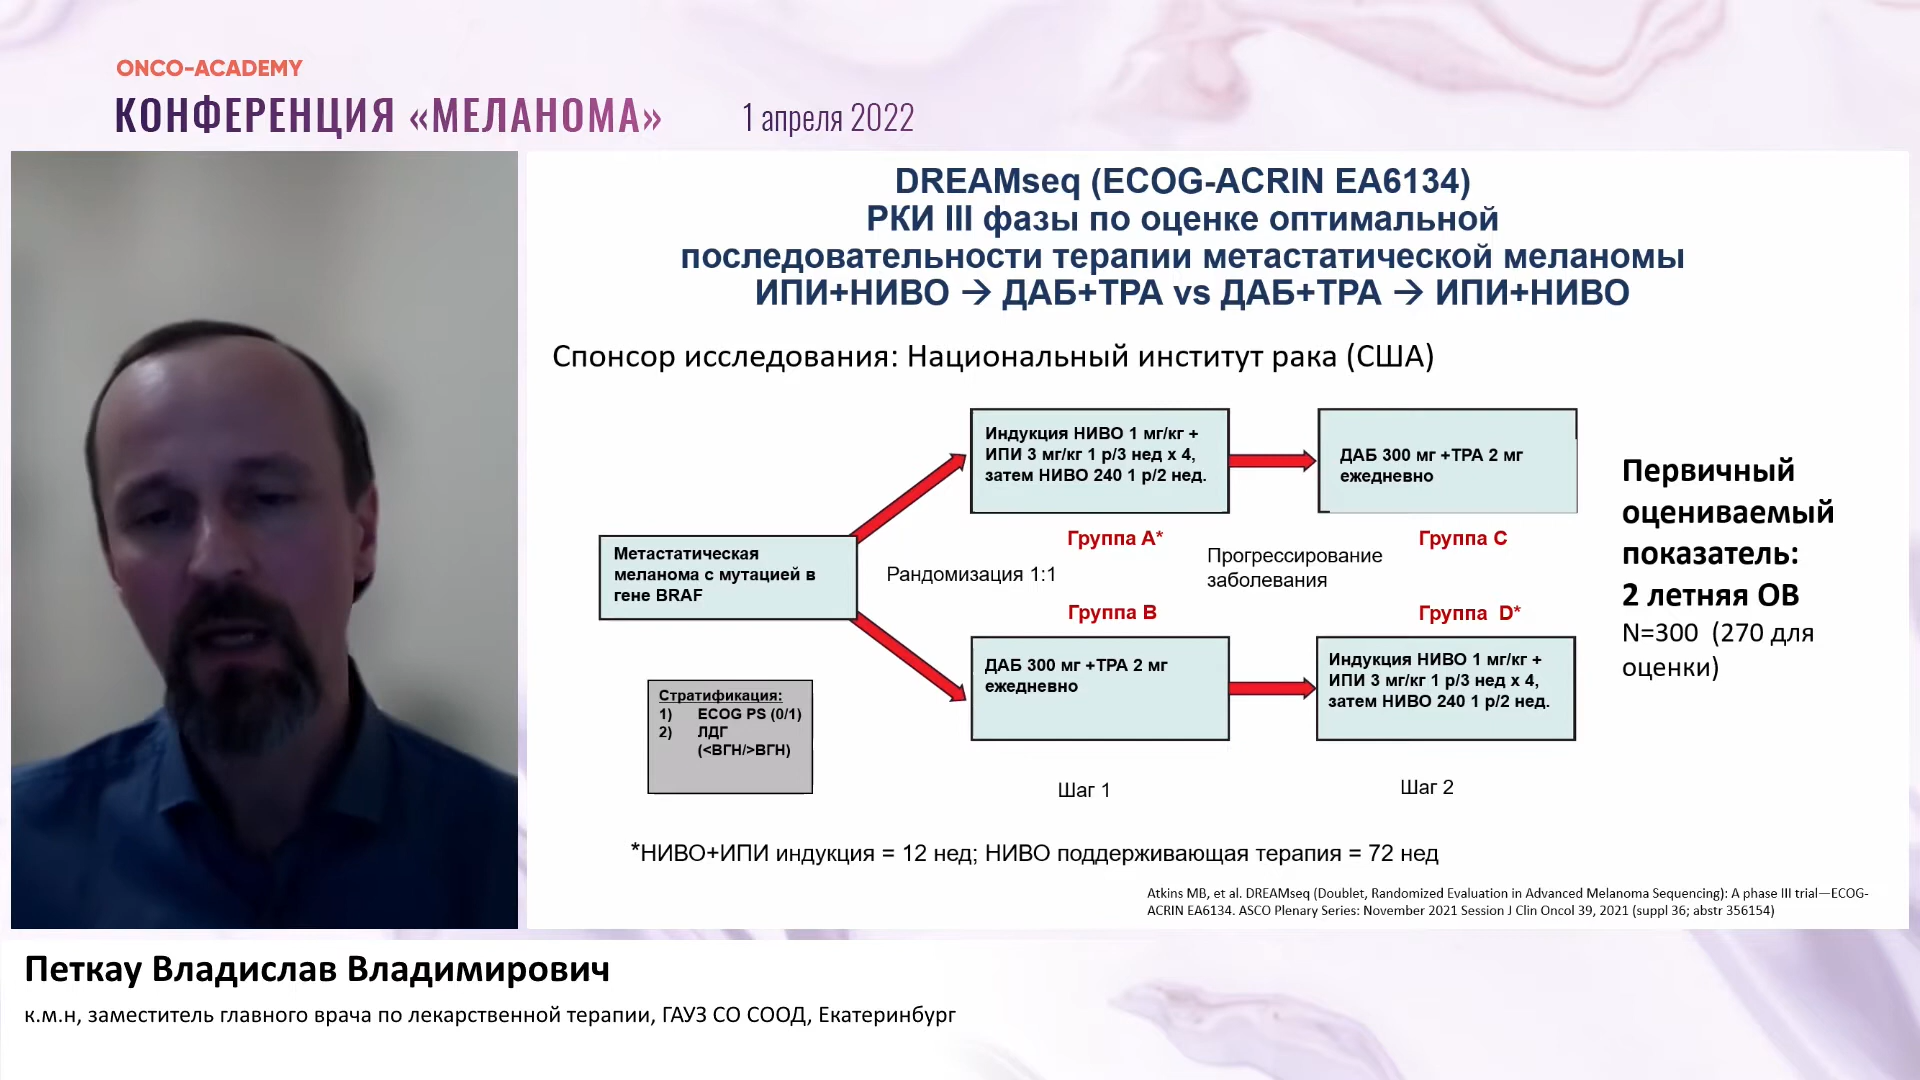 ONCO-ACADEMY
КОНФЕРЕНЦИЯ «МЕЛАНОМА» 1 апреля 2022
DREAMseq (ECOG-ACRIN EA6134)
РКИ III фазы по оценке оптимальной
последовательности терапии метастатической меланомы
ИПИ+НИВО → ДАБ+ТРА vs ДАБ+ТРА → ИПИ+НИВО
Спонсор исследования: Национальный институт рака (США)
Метастатическая
меланома с мутацией в
гене BRAF
Рандомизация 1:1
Индукция НИВО 1 мг/кг +
ИПИ 3 мг/кг 1 р/3 нед х 4,
затем НИВО 240 1 р/2 нед.
Группа А*
ДАБ 300 мг +ТРА 2 мг
ежедневно
Группа С
Прогрессирование
заболевания
Группа В
ДАБ 300 мг +ТРА 2 мг
ежедневно
Группа D*
Индукция НИВО 1 мг/кг +
ИПИ 3 мг/кг 1 р/3 нед х 4,
затем НИВО 240 1 р/2 нед.
Первичный
оцениваемый
показатель:
2 летняя ОВ
N=300 (270 для
оценки)
Стратификация:
1) ECOG PS (0/1)
2) ЛДГ
(<ВГН/>ВГН)
Шаг 1
Шаг 2
*НИВО+ИПИ индукция = 12 нед; НИВО поддерживающая терапия = 72 нед
Atkins MB, et al. DREAMseq (Doublet, Randomized Evaluation in Advanced Melanoma Sequencing): A phase III trial—ECOG-
ACRIN EA6134. ASCO Plenary Series: November 2021 Session J Clin Oncol 39, 2021 (suppl 36; abstr 356154)
Петкау Владислав Владимирович
к.м.н, заместитель главного врача по лекарственной терапии, ГАУЗ СО СООД, Екатеринбург